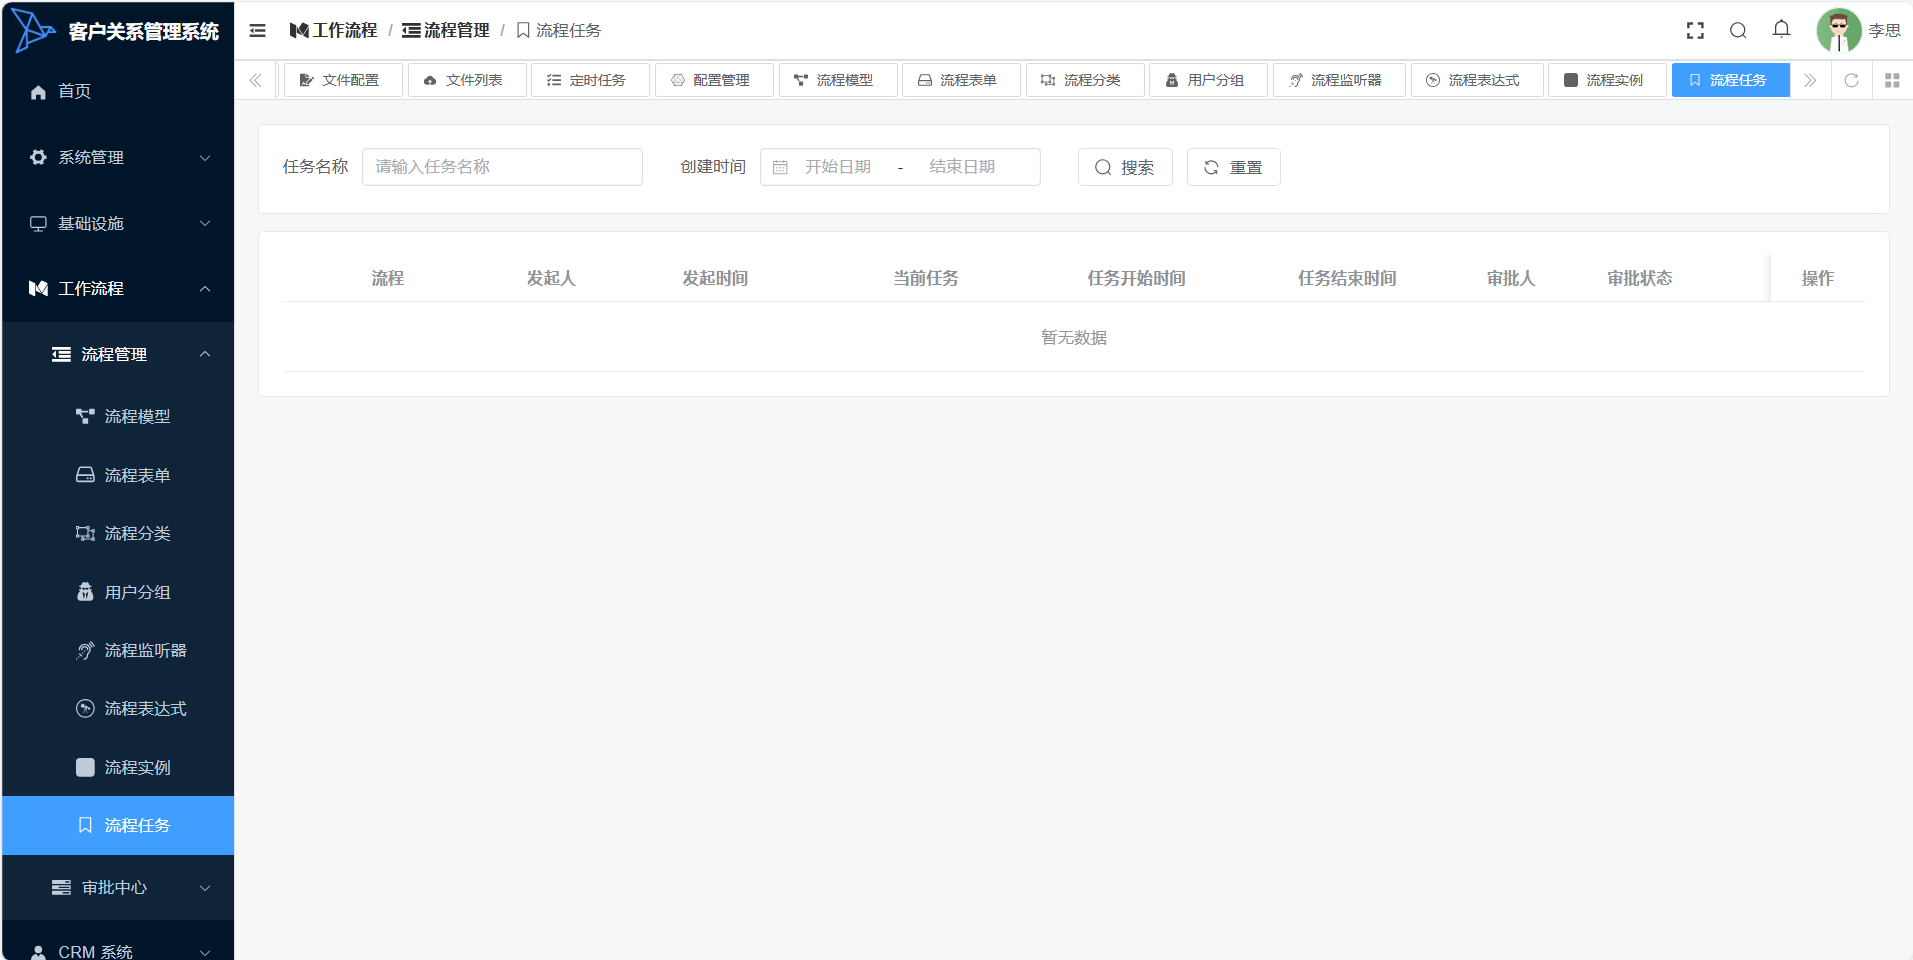 客户关系管理系统
工作流程 / 流程管理 / 流程任务
李思
文件配置 文件列表 定时任务 配置管理 流程模型 流程表单 流程分类 用户分组 流程监听器 流程表达式 流程实例 流程任务
首页
系统管理
基础设施
工作流程
流程管理
流程模型
流程表单
流程分类
用户分组
流程监听器
流程表达式
流程实例
流程任务
审批中心
CRM 系统
任务名称 请输入任务名称 创建时间 开始日期 - 结束日期 搜索 重置
流程 发起人 发起时间 当前任务 任务开始时间 任务结束时间 审批人 审批状态 操作
暂无数据